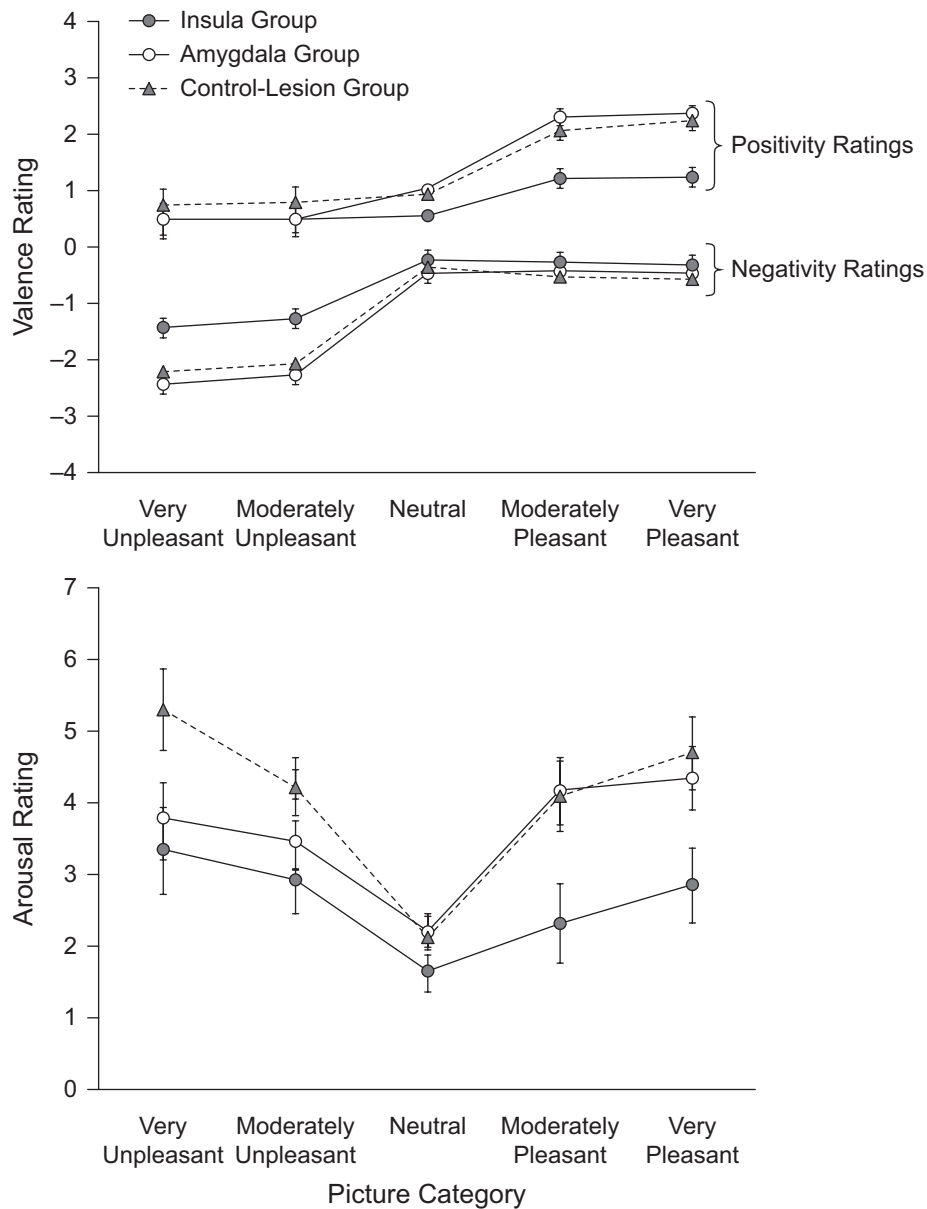 4
3
2
1
0
–1
–2
–3
–4
Valence Rating
Insula Group
Amygdala Group
Control-Lesion Group
Positivity Ratings
Negativity Ratings
Very
Unpleasant
Moderately
Unpleasant
Neutral
Moderately
Pleasant
Very
Pleasant
7
6
5
4
3
2
1
0
Arousal Rating
Very
Unpleasant
Moderately
Unpleasant
Neutral
Moderately
Pleasant
Very
Pleasant
Picture Category